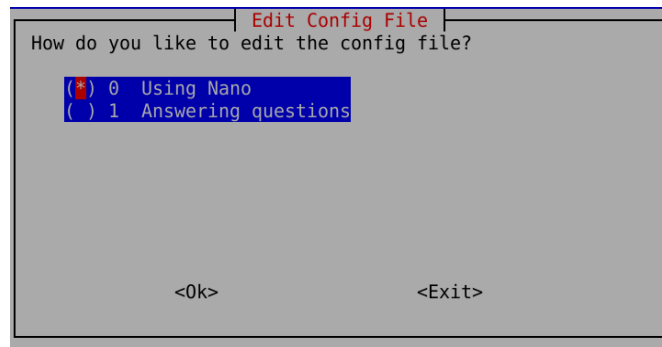 Edit Config File
How do you like to edit the config file?
(*) 0 Using Nano
( ) 1 Answering questions
<Ok> <Exit>